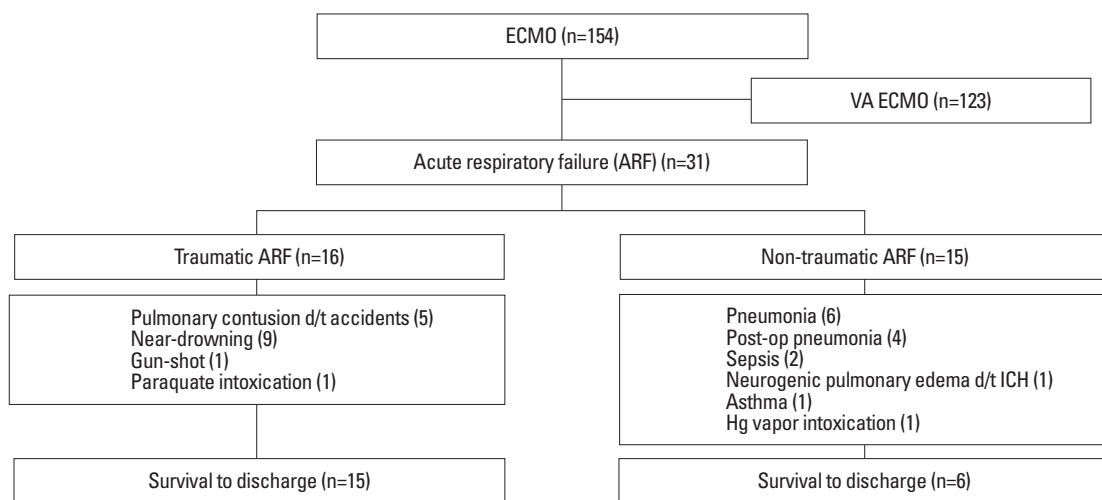 ECMO (n=154)
VA ECMO (n=123)
Acute respiratory failure (ARF) (n=31)
Traumatic ARF (n=16)
Non-traumatic ARF (n=15)
Pulmonary contusion d/t accidents (5)
Near-drowning (9)
Gun-shot (1)
Paraquate intoxication (1)
Pneumonia (6)
Post-op pneumonia (4)
Sepsis (2)
Neurogenic pulmonary edema d/t ICH (1)
Asthma (1)
Hg vapor intoxication (1)
Survival to discharge (n=15)
Survival to discharge (n=6)